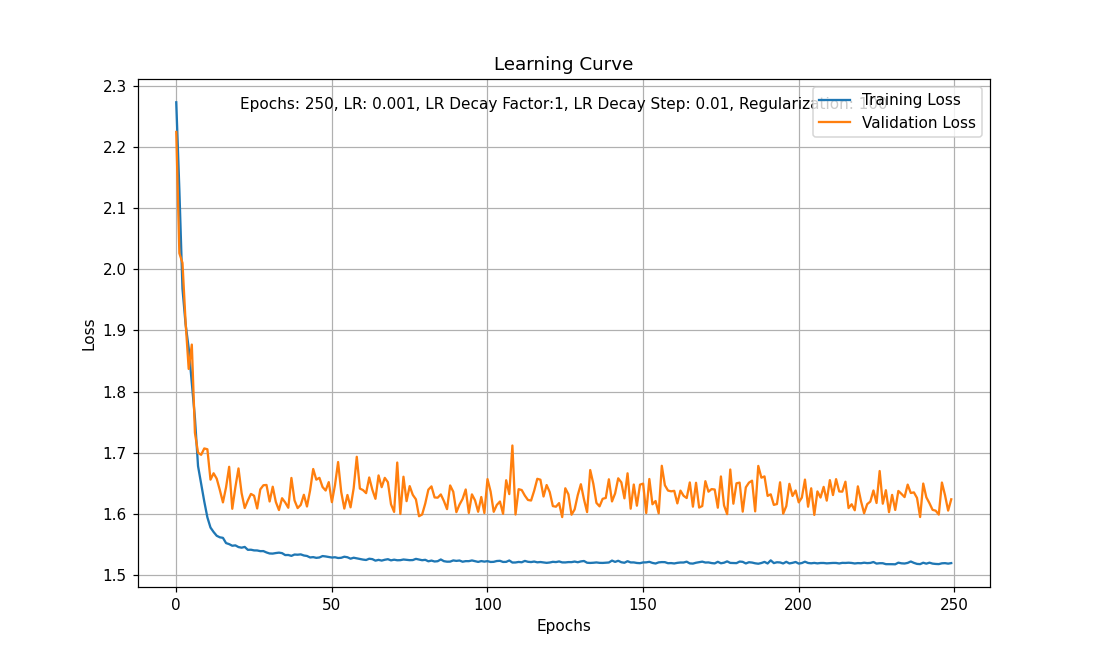 Learning Curve
Epochs: 250, LR: 0.001, LR Decay Factor:1, LR Decay Step: 0.01, Regularization: 100
Training Loss
Validation Loss
2.3
2.2
2.1
2.0
1.9
1.8
1.7
1.6
1.5
Loss
0 50 100 150 200 250
Epochs